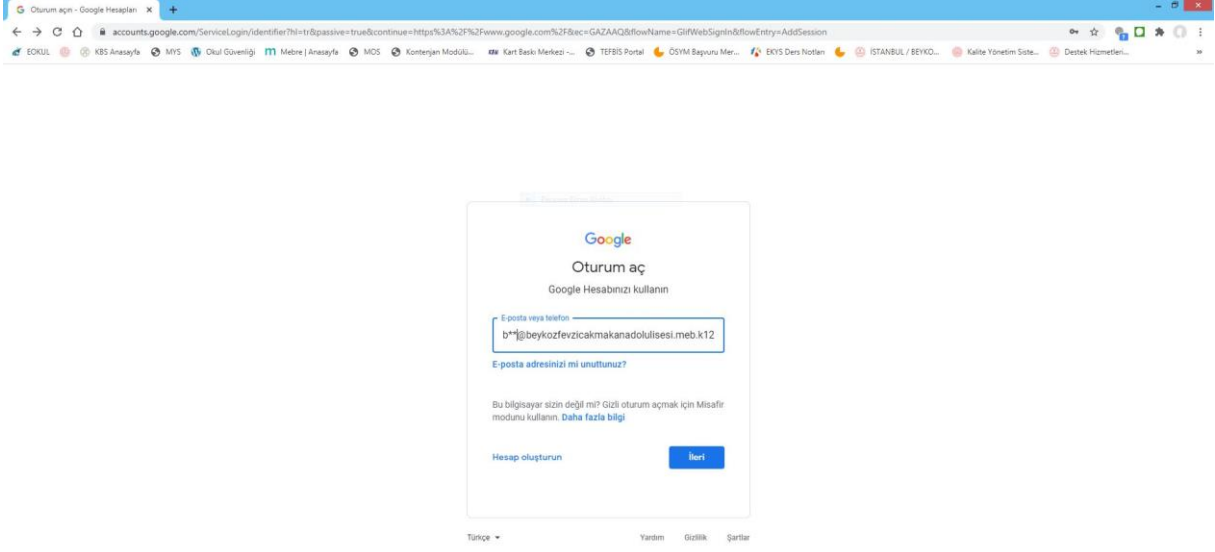 Oturum açın - Google Hesapları
accounts.google.com/ServiceLogin/identifier?hl=tr&passive=true&continue=https%3A%2F%2Fwww.google.com%2F&ec=GAZAAQ&flowName=GlifWebSignIn&flowEntry=AddSession
EOKUL KBS Anasayfa MYS Okul Güvenliği Mebre | Anasayfa MOS Kontenjan Modülü... Kart Baskı Merkezi -... TEFBİS Portal ÖSYM Başvuru Mer... EKYS Ders Notları İSTANBUL / BEYKO... Kalite Yönetim Siste... Destek Hizmetleri...
Google
Oturum aç
Google Hesabınızı kullanın
E-posta veya telefon
b**@beykozfevzicakmakanadolulisesi.meb.k12
E-posta adresinizi mi unuttunuz?
Bu bilgisayar sizin değil mi? Gizli oturum açmak için Misafir
modunu kullanın. Daha fazla bilgi
Hesap oluşturun İleri
Türkçe Yardım Gizlilik Şartlar